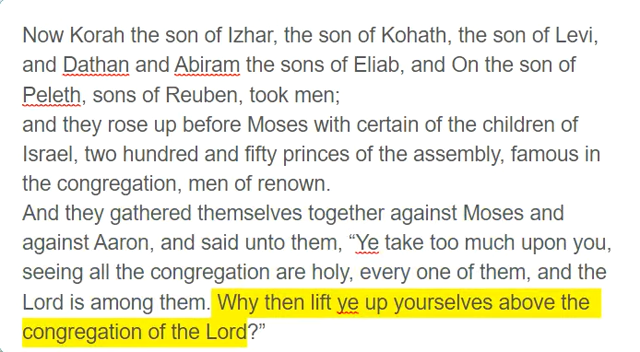 Now Korah the son of Izhar, the son of Kohath, the son of Levi,
and Dathan and Abiram the sons of Eliab, and On the son of
Peleth, sons of Reuben, took men;
and they rose up before Moses with certain of the children of
Israel, two hundred and fifty princes of the assembly, famous in
the congregation, men of renown.
And they gathered themselves together against Moses and
against Aaron, and said unto them, “Ye take too much upon you,
seeing all the congregation are holy, every one of them, and the
Lord is among them. Why then lift ye up yourselves above the
congregation of the Lord?”